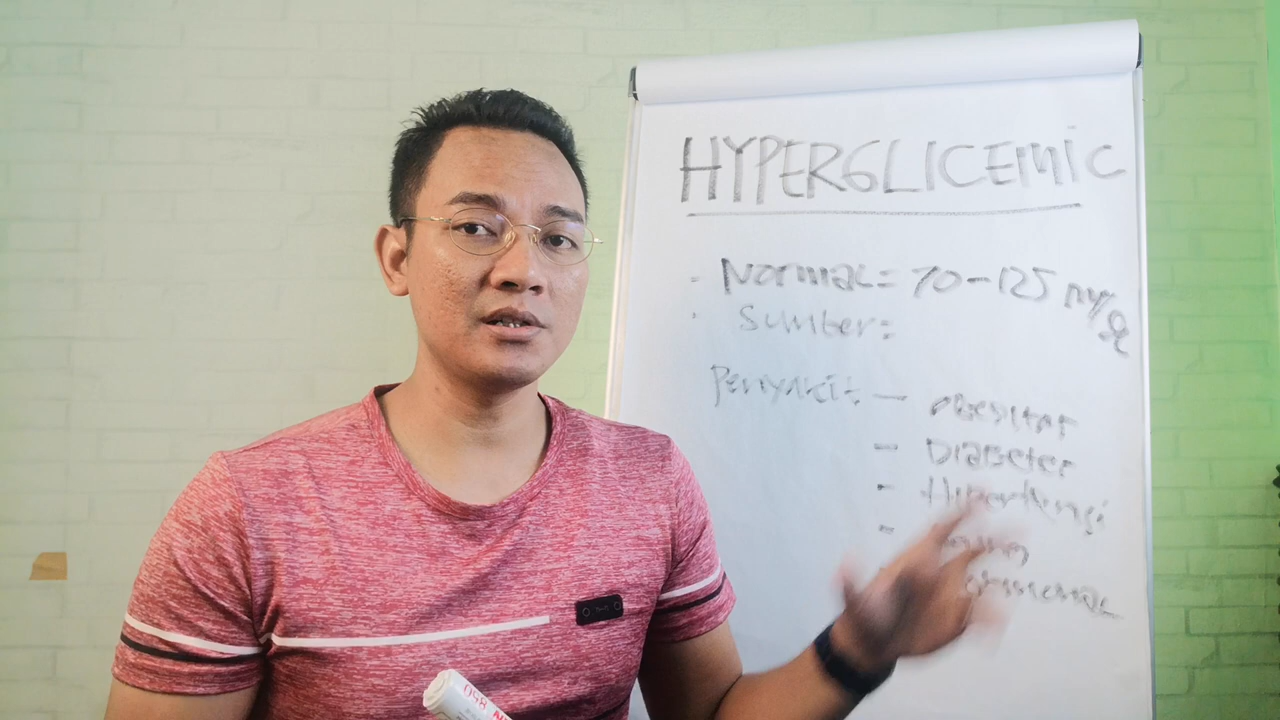 HYPERGLICEMIC
- Normal = 70-125 mg/dl
Sumber =
Penyakit - Obesitas
- Diabetes
- Hipertensi